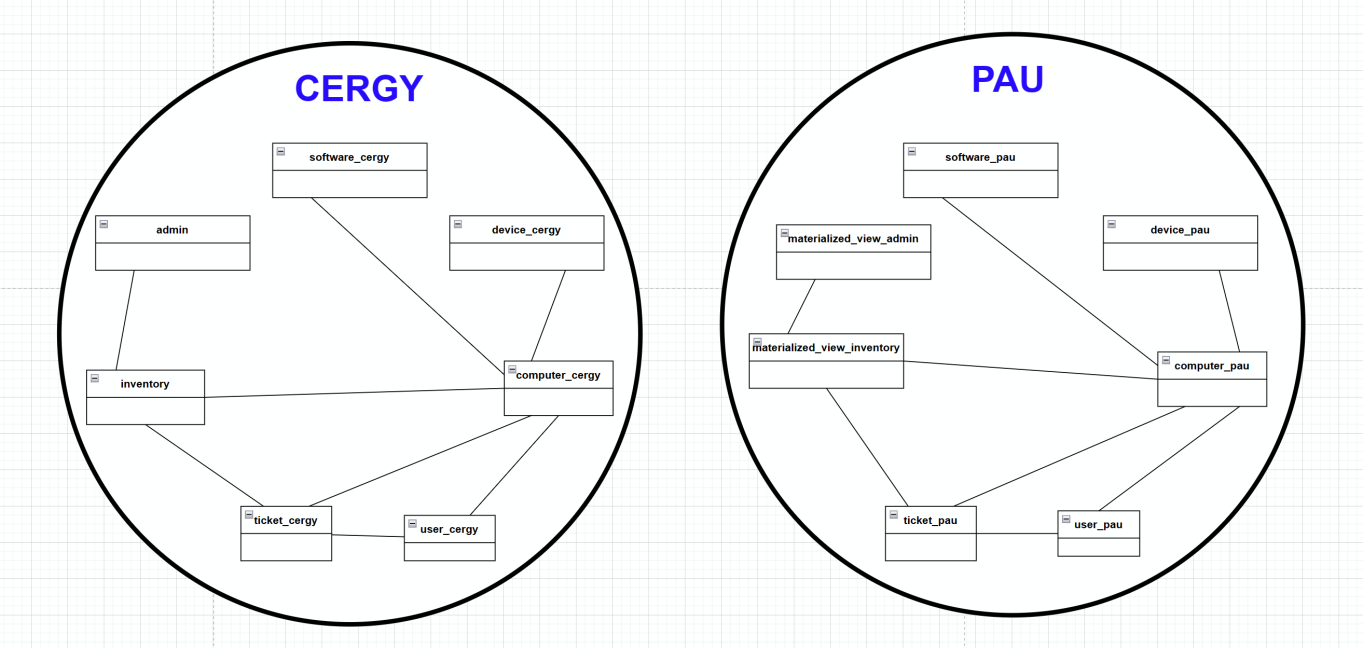 CERGY
software_cergy
admin
device_cergy
inventory
computer_cergy
ticket_cergy
user_cergy
PAU
software_pau
materialized_view_admin
device_pau
materialized_view_inventory
computer_pau
ticket_pau
user_pau